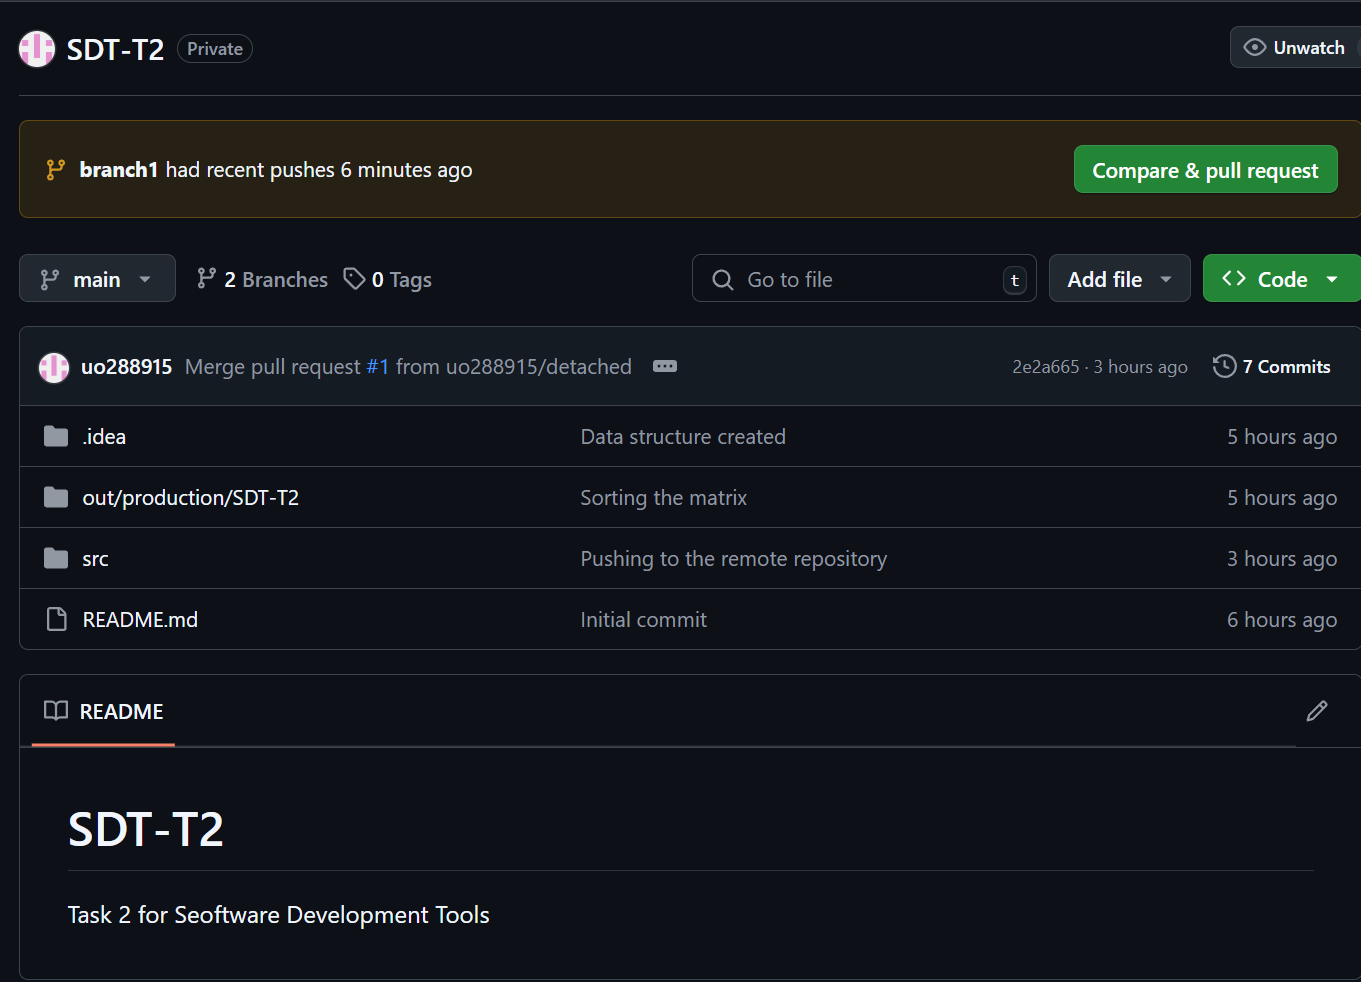 SDT-T2 Private Unwatch
branch1 had recent pushes 6 minutes ago Compare & pull request
main 2 Branches 0 Tags Go to file t Add file Code
uo288915 Merge pull request #1 from uo288915/detached 2e2a665 · 3 hours ago 7 Commits
.idea Data structure created 5 hours ago
out/production/SDT-T2 Sorting the matrix 5 hours ago
src Pushing to the remote repository 3 hours ago
README.md Initial commit 6 hours ago
README
SDT-T2
Task 2 for Seoftware Development Tools